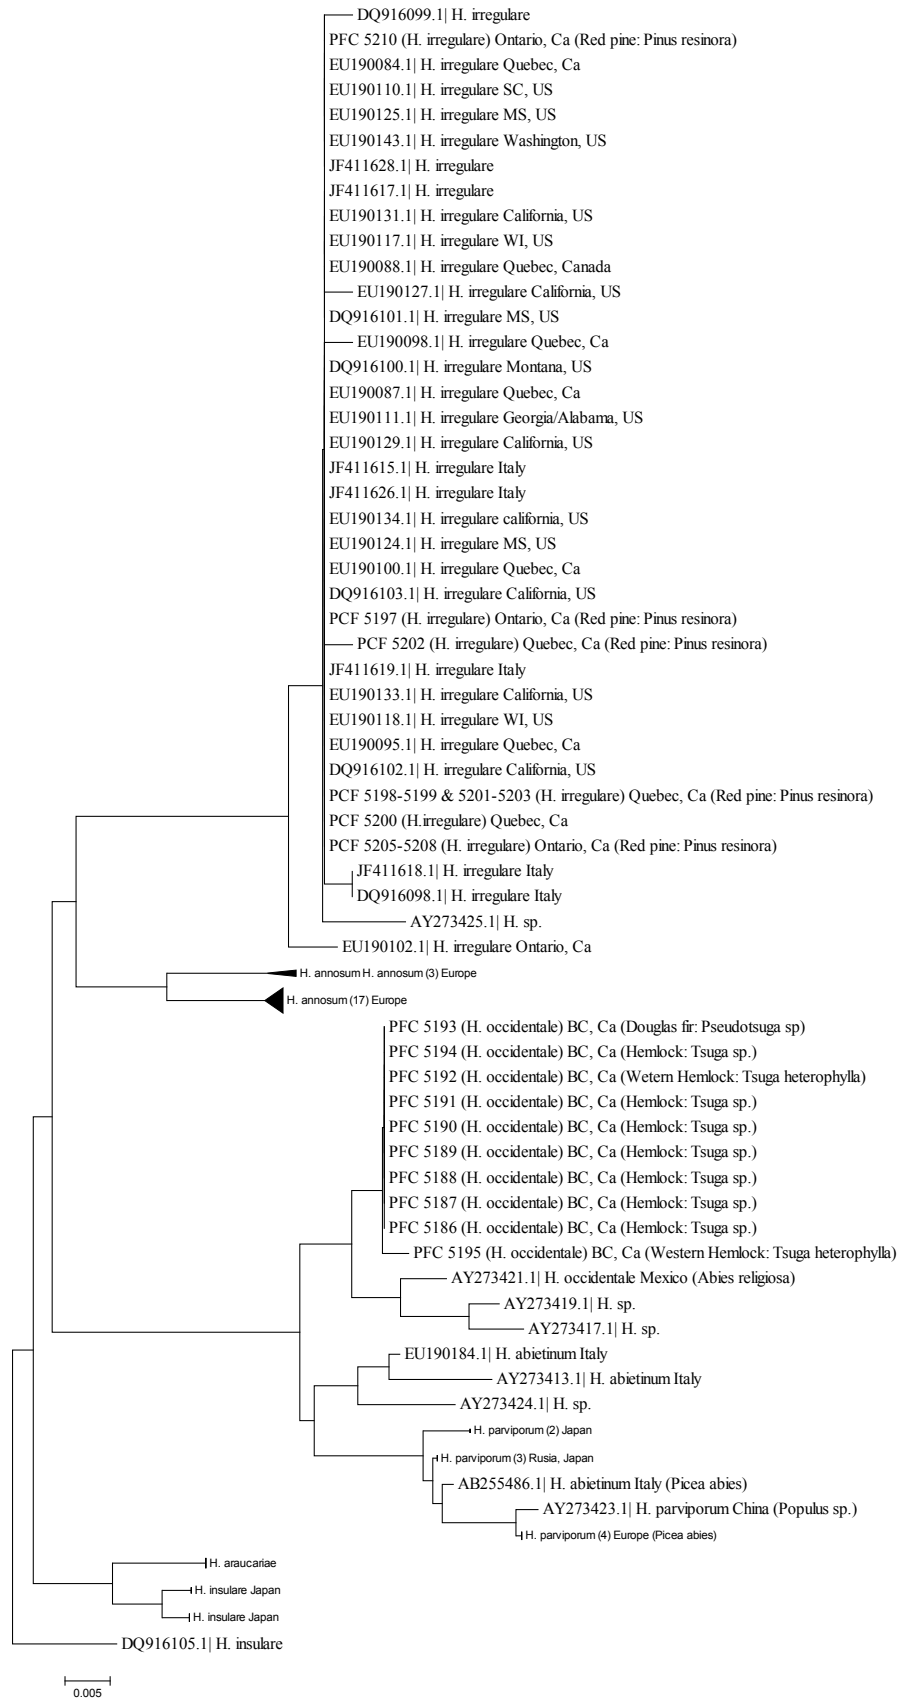 DQ916099.1| H. irregulare
PFC 5210 (H. irregulare) Ontario, Ca (Red pine: Pinus resinora)
EU190084.1| H. irregulare Quebec, Ca
EU190110.1| H. irregulare SC, US
EU190125.1| H. irregulare MS, US
EU190143.1| H. irregulare Washington, US
JF411628.1| H. irregulare
JF411617.1| H. irregulare
EU190131.1| H. irregulare California, US
EU190117.1| H. irregulare WI, US
EU190088.1| H. irregulare Quebec, Canada
EU190127.1| H. irregulare California, US
DQ916101.1| H. irregulare MS, US
EU190098.1| H. irregulare Quebec, Ca
DQ916100.1| H. irregulare Montana, US
EU190087.1| H. irregulare Quebec, Ca
EU190111.1| H. irregulare Georgia/Alabama, US
EU190129.1| H. irregulare California, US
JF411615.1| H. irregulare Italy
JF411626.1| H. irregulare Italy
EU190134.1| H. irregulare california, US
EU190124.1| H. irregulare MS, US
EU190100.1| H. irregulare Quebec, Ca
DQ916103.1| H. irregulare California, US
PCF 5197 (H. irregulare) Ontario, Ca (Red pine: Pinus resinora)
PCF 5202 (H. irregulare) Quebec, Ca (Red pine: Pinus resinora)
JF411619.1| H. irregulare Italy
EU190133.1| H. irregulare California, US
EU190118.1| H. irregulare WI, US
EU190095.1| H. irregulare Quebec, Ca
DQ916102.1| H. irregulare California, US
PCF 5198-5199 & 5201-5203 (H. irregulare) Quebec, Ca (Red pine: Pinus resinora)
PCF 5200 (H.irregulare) Quebec, Ca
PCF 5205-5208 (H. irregulare) Ontario, Ca (Red pine: Pinus resinora)
JF411618.1| H. irregulare Italy
DQ916098.1| H. irregulare Italy
AY273425.1| H. sp.
EU190102.1| H. irregulare Ontario, Ca
H. annosum H. annosum (3) Europe
H. annosum (17) Europe
PFC 5193 (H. occidentale) BC, Ca (Douglas fir: Pseudotsuga sp)
PFC 5194 (H. occidentale) BC, Ca (Hemlock: Tsuga sp.)
PFC 5192 (H. occidentale) BC, Ca (Wetern Hemlock: Tsuga heterophylla)
PFC 5191 (H. occidentale) BC, Ca (Hemlock: Tsuga sp.)
PFC 5190 (H. occidentale) BC, Ca (Hemlock: Tsuga sp.)
PFC 5189 (H. occidentale) BC, Ca (Hemlock: Tsuga sp.)
PFC 5188 (H. occidentale) BC, Ca (Hemlock: Tsuga sp.)
PFC 5187 (H. occidentale) BC, Ca (Hemlock: Tsuga sp.)
PFC 5186 (H. occidentale) BC, Ca (Hemlock: Tsuga sp.)
PFC 5195 (H. occidentale) BC, Ca (Western Hemlock: Tsuga heterophylla)
AY273421.1| H. occidentale Mexico (Abies religiosa)
AY273419.1| H. sp.
AY273417.1| H. sp.
EU190184.1| H. abietinum Italy
AY273413.1| H. abietinum Italy
AY273424.1| H. sp.
H. parviporum (2) Japan
H. parviporum (3) Rusia, Japan
AB255486.1| H. abietinum Italy (Picea abies)
AY273423.1| H. parviporum China (Populus sp.)
H. parviporum (4) Europe (Picea abies)
H. araucariae
H. insulare Japan
H. insulare Japan
DQ916105.1| H. insulare
0.005